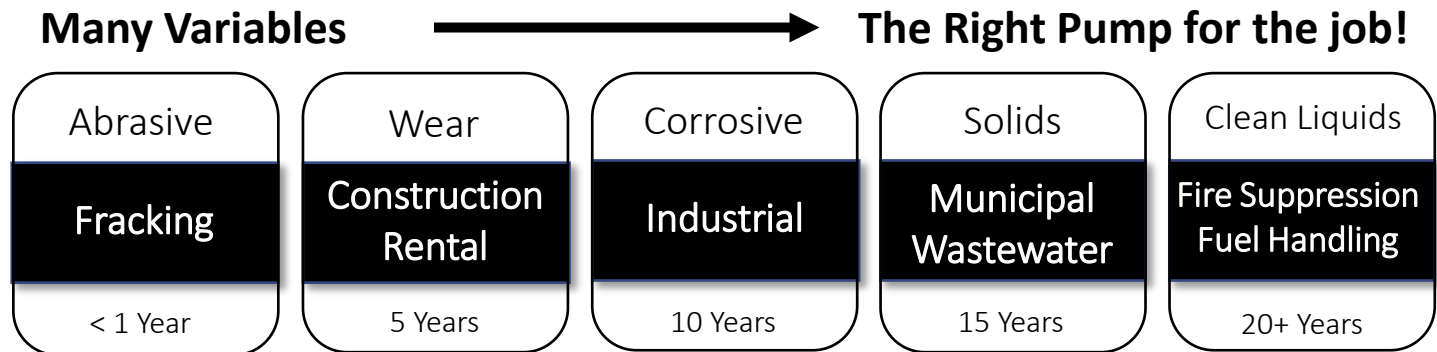 Many Variables
The Right Pump for the job!
Abrasive
Fracking
< 1 Year
Wear
Construction
Rental
5 Years
Corrosive
Industrial
10 Years
Solids
Municipal
Wastewater
15 Years
Clean Liquids
Fire Suppression
Fuel Handling
20+ Years